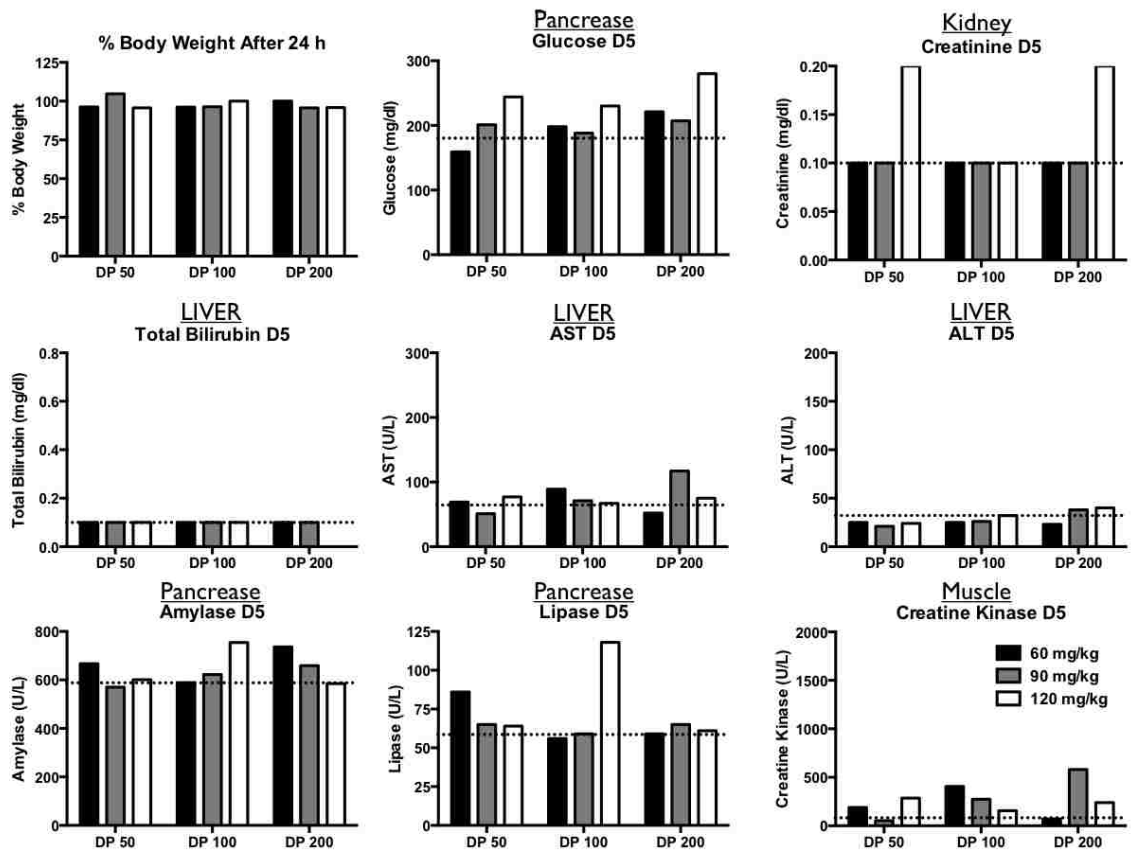 % Body Weight After 24 h
% Body Weight
125
100
75
50
25
0
DP 50 DP 100 DP 200
Pancrease
Glucose D5
Glucose (mg/dl)
300
200
100
0
DP 50 DP 100 DP 200
Kidney
Creatinine D5
Creatinine (mg/dl)
0.20
0.15
0.10
0.05
0.00
DP 50 DP 100 DP 200
LIVER
Total Bilirubin D5
Total Bilirubin (mg/dl)
0.8
0.6
0.4
0.2
0.0
DP 50 DP 100 DP 200
LIVER
AST D5
AST (U/L)
300
200
100
0
DP 50 DP 100 DP 200
LIVER
ALT D5
ALT (U/L)
200
150
100
50
0
DP 50 DP 100 DP 200
Pancrease
Amylase D5
Amylase (U/L)
800
600
400
200
0
DP 50 DP 100 DP 200
Pancrease
Lipase D5
Lipase (U/L)
125
100
75
50
25
0
DP 50 DP 100 DP 200
Muscle
Creatine Kinase D5
Creatine Kinase (U/L)
2000
1500
1000
500
0
60 mg/kg
90 mg/kg
120 mg/kg
DP 50 DP 100 DP 200